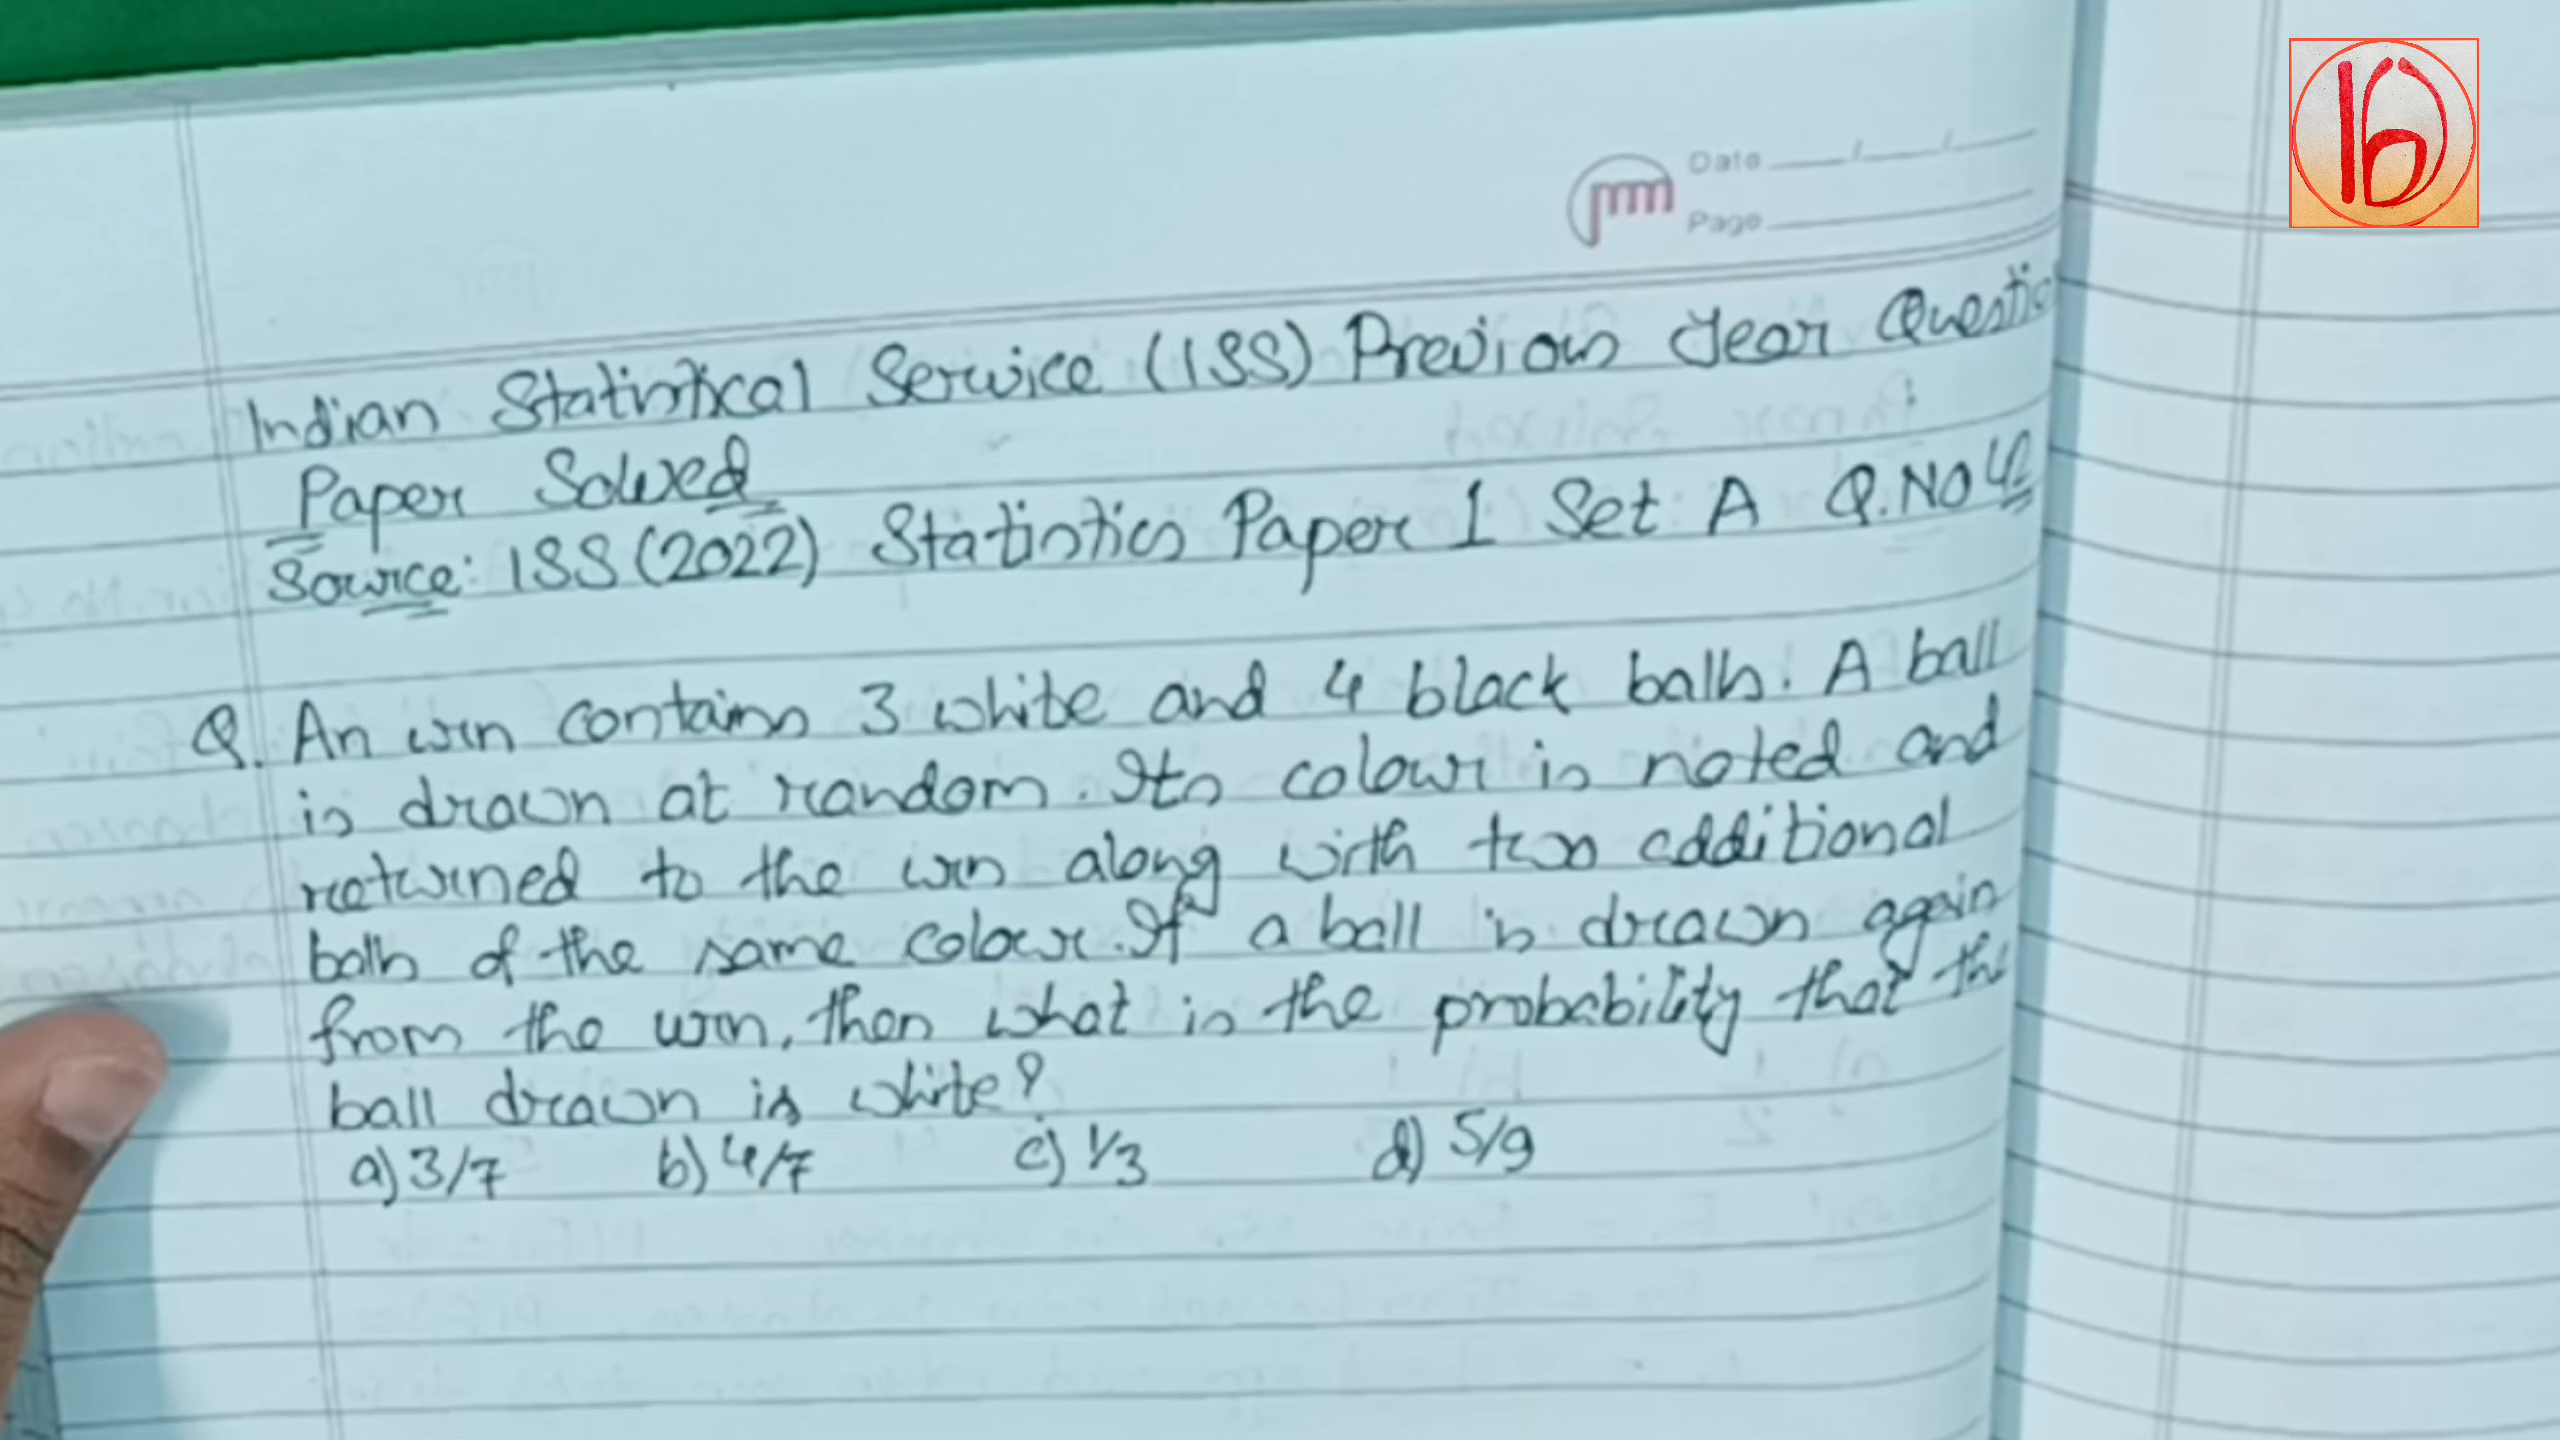 Date
Page
Indian Statistical Service (ISS) Previous Year Questio
Paper Solved
Source: ISS (2022) Statistics Paper 1 Set A Q.NO 42
Q. An urn contains 3 white and 4 black balls. A ball
is drawn at random. Its colour is noted and
returned to the urn along with two additional
balls of the same colour. If a ball is drawn again
from the urn, then what is the probability that the
ball drawn is white?
a) 3/7 b) 4/7 c) 1/3 d) 5/9